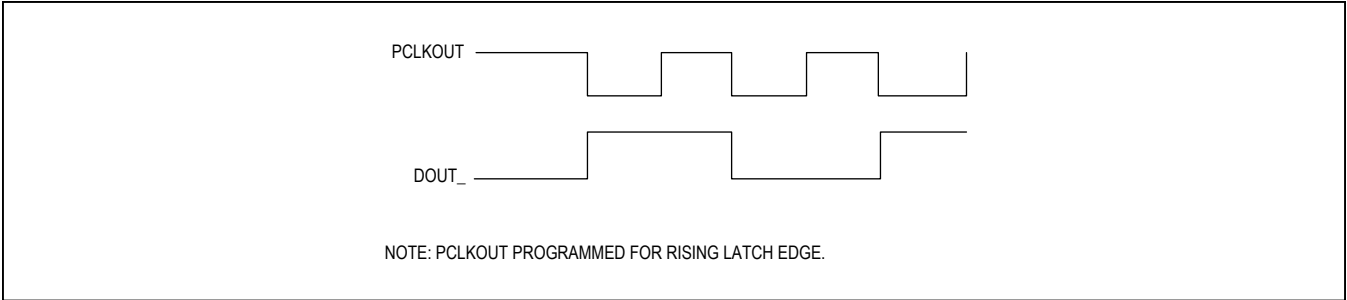 PCLKOUT
DOUT_
NOTE: PCLKOUT PROGRAMMED FOR RISING LATCH EDGE.